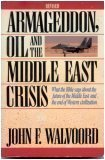 REVISED
ARMAGEDDON,
OIL AND THE
MIDDLE EAST
CRISIS
What the Bible says about the
future of the Middle East and
the end of Western civilization
JOHN F. WALVOORD